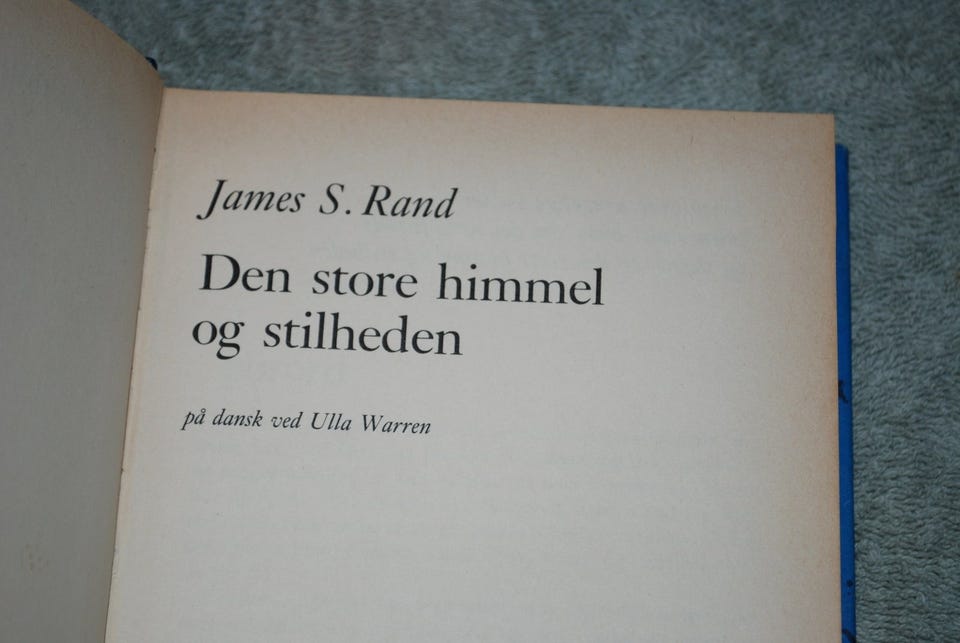 James S. Rand
Den store himmel
og stilheden
på dansk ved Ulla Warren